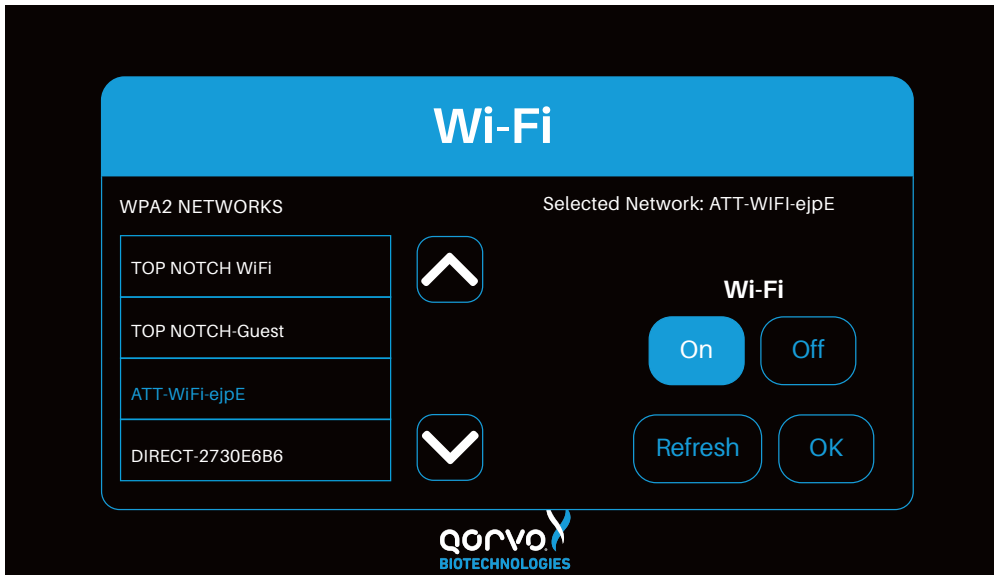 Wi-Fi
WPA2 NETWORKS
Selected Network: ATT-WIFI-ejpE
TOP NOTCH WiFi
TOP NOTCH-Guest
ATT-WiFi-ejpE
DIRECT-2730E6B6
Wi-Fi
On
Off
Refresh
OK
QORVO.
BIOTECHNOLOGIES